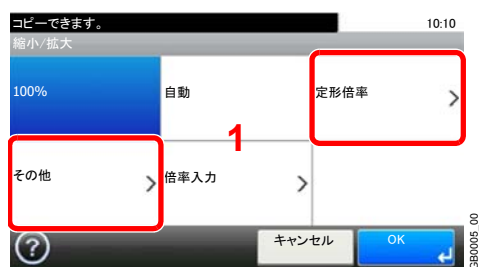 コピーできます。 10:10
縮小/拡大
100% 自動 定形倍率
1
その他 倍率入力
キャンセル OK
GB0005_00